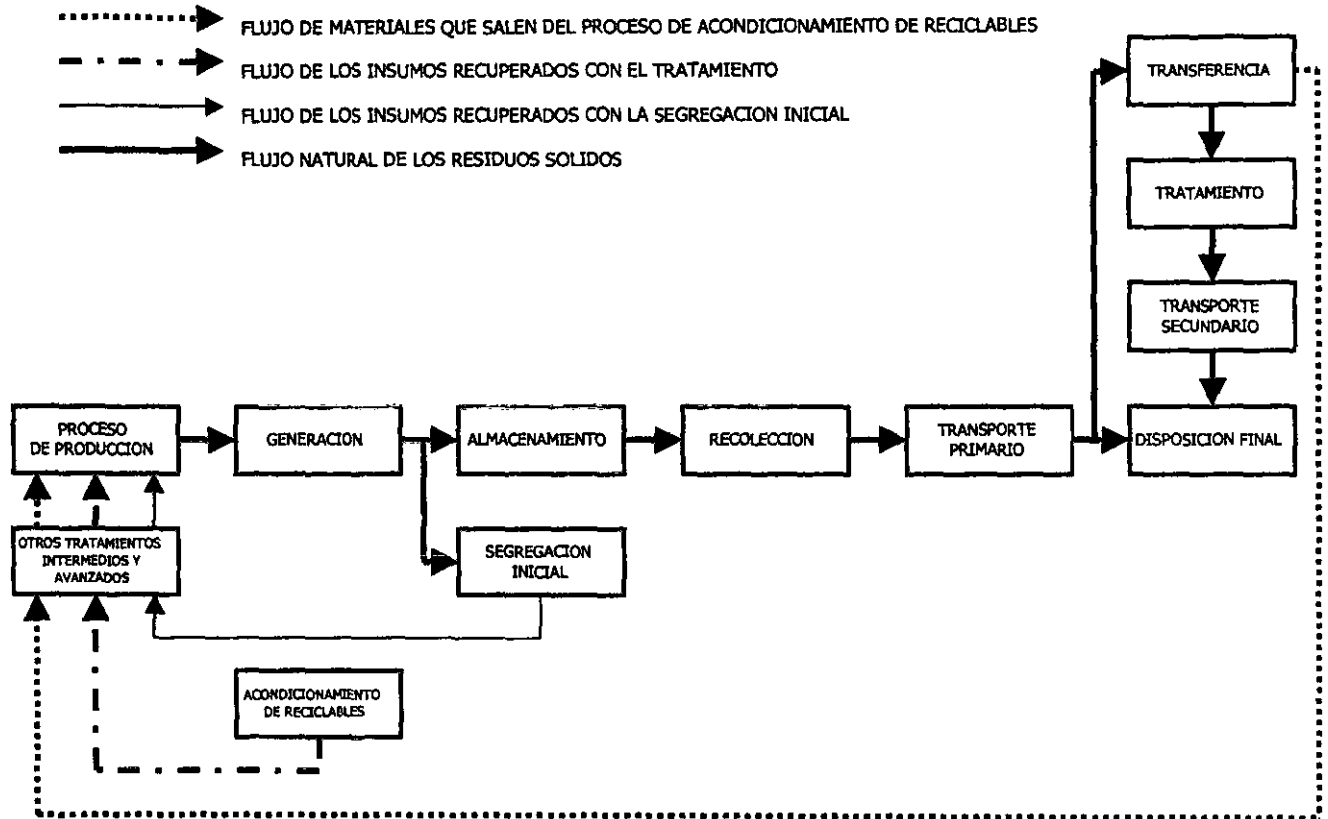 FLUJO DE MATERIALES QUE SALEN DEL PROCESO DE ACONDICIONAMIENTO DE RECICLABLES
FLUJO DE LOS INSUMOS RECUPERADOS CON EL TRATAMIENTO
FLUJO DE LOS INSUMOS RECUPERADOS CON LA SEGREGACION INICIAL
FLUJO NATURAL DE LOS RESIDUOS SOLIDOS
TRANSFERENCIA
TRATAMIENTO
TRANSPORTE
SECUNDARIO
PROCESO
DE PRODUCCION
GENERACION
ALMACENAMIENTO
RECOLECCION
TRANSPORTE
PRIMARIO
DISPOSICION FINAL
OTROS TRATAMIENTOS
INTERMEDIOS Y
AVANZADOS
SEGREGACION
INICIAL
ACONDICIONAMIENTO
DE RECICLABLES